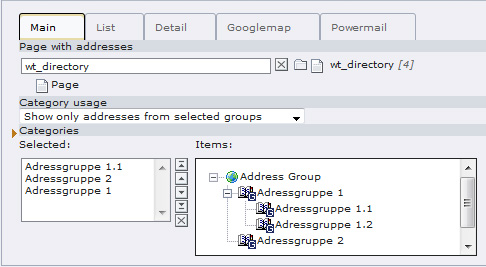 Main List Detail Googlemap Powermail
Page with addresses
wt_directory wt_directory [4]
Page
Category usage
Show only addresses from selected groups
Categories
Selected: Items:
Adressgruppe 1.1
Adressgruppe 2
Adressgruppe 1
Address Group
Adressgruppe 1
Adressgruppe 1.1
Adressgruppe 1.2
Adressgruppe 2